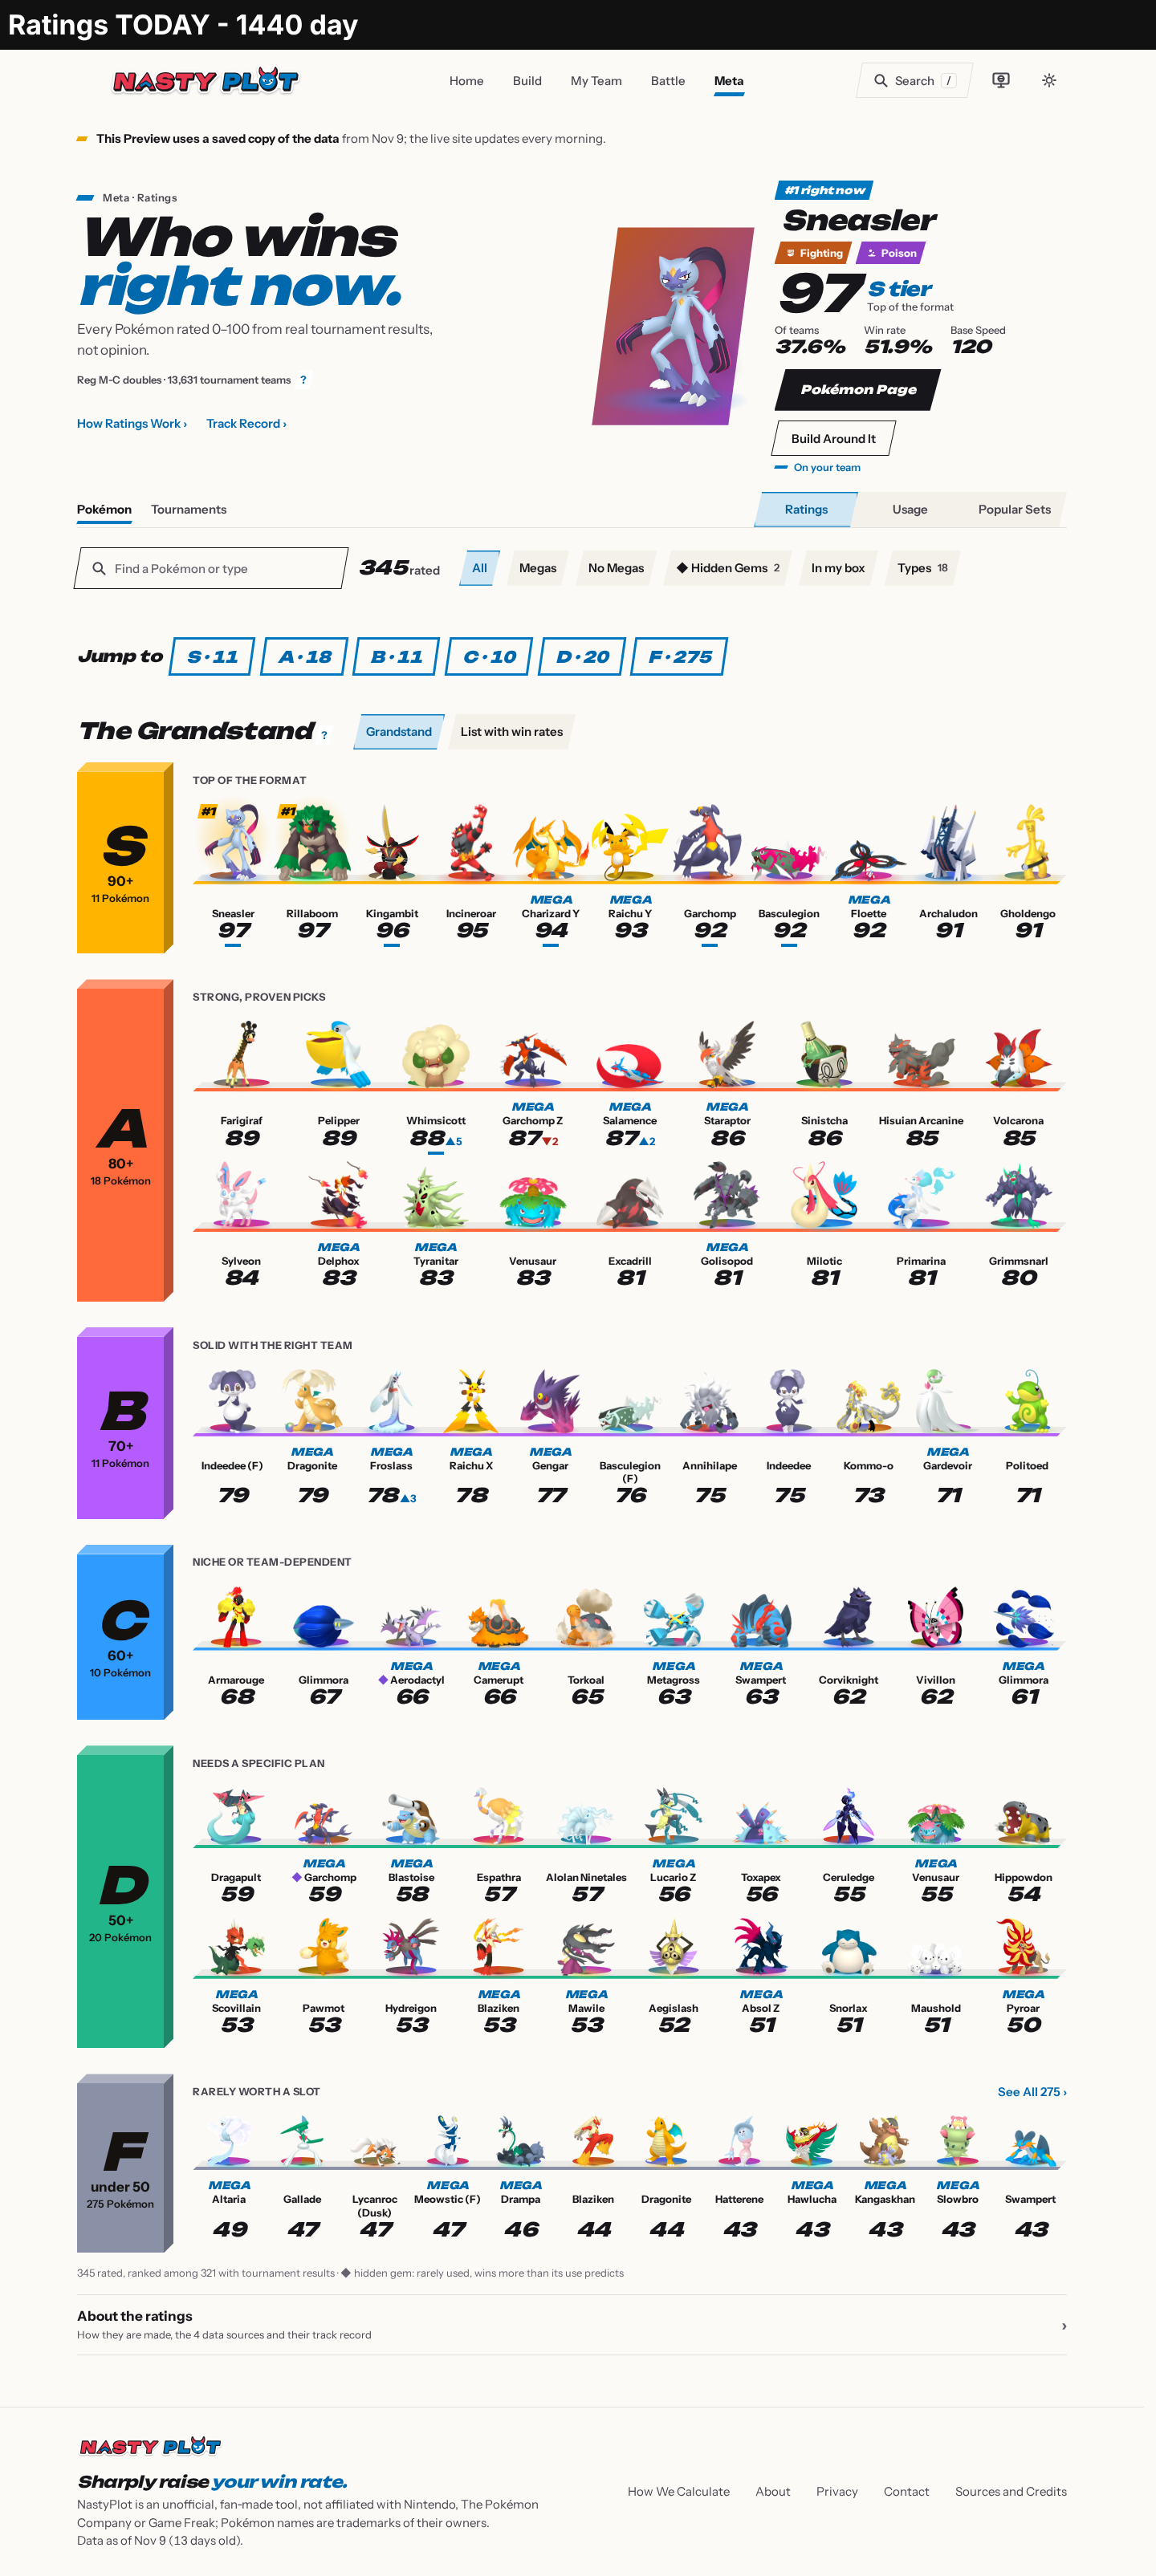 Ratings TODAY - 1440 day
NASTY PLOT
Home Build My Team Battle Meta
Search /
This Preview uses a saved copy of the data from Nov 9; the live site updates every morning.
Meta · Ratings
Who wins
right now.
Every Pokémon rated 0–100 from real tournament results,
not opinion.
Reg M-C doubles · 13,631 tournament teams ?
How Ratings Work › Track Record ›
#1 right now
Sneasler
Fighting Poison
97 S tier
Top of the format
Of teams Win rate Base Speed
37.6% 51.9% 120
Pokémon Page
Build Around It
On your team
Pokémon Tournaments
Ratings Usage Popular Sets
Find a Pokémon or type
345 rated
All Megas No Megas ◆ Hidden Gems 2 In my box Types 18
Jump to S · 11 A · 18 B · 11 C · 10 D · 20 F · 275
The Grandstand ?
Grandstand List with win rates
S
90+
11 Pokémon
TOP OF THE FORMAT
#1 #1
MEGA MEGA MEGA
Sneasler Rillaboom Kingambit Incineroar Charizard Y Raichu Y Garchomp Basculegion Floette Archaludon Gholdengo
97 97 96 95 94 93 92 92 92 91 91
A
80+
18 Pokémon
STRONG, PROVEN PICKS
MEGA MEGA MEGA
Farigiraf Pelipper Whimsicott Garchomp Z Salamence Staraptor Sinistcha Hisuian Arcanine Volcarona
89 89 88 ▲5 87 ▼2 87 ▲2 86 86 85 85
MEGA MEGA MEGA
Sylveon Delphox Tyranitar Venusaur Excadrill Golisopod Milotic Primarina Grimmsnarl
84 83 83 83 81 81 81 81 80
B
70+
11 Pokémon
SOLID WITH THE RIGHT TEAM
MEGA MEGA MEGA MEGA MEGA
Indeedee (F) Dragonite Froslass Raichu X Gengar Basculegion (F) Annihilape Indeedee Kommo-o Gardevoir Politoed
79 79 78 ▲3 78 77 76 75 75 73 71 71
C
60+
10 Pokémon
NICHE OR TEAM-DEPENDENT
MEGA MEGA MEGA MEGA MEGA
Armarouge Glimmora ◆ Aerodactyl Camerupt Torkoal Metagross Swampert Corviknight Vivillon Glimmora
68 67 66 66 65 63 63 62 62 61
D
50+
20 Pokémon
NEEDS A SPECIFIC PLAN
MEGA MEGA MEGA MEGA
Dragapult ◆ Garchomp Blastoise Espathra Alolan Ninetales Lucario Z Toxapex Ceruledge Venusaur Hippowdon
59 59 58 57 57 56 56 55 55 54
MEGA MEGA MEGA MEGA MEGA
Scovillain Pawmot Hydreigon Blaziken Mawile Aegislash Absol Z Snorlax Maushold Pyroar
53 53 53 53 53 52 51 51 51 50
F
under 50
275 Pokémon
RARELY WORTH A SLOT
See All 275 ›
MEGA MEGA MEGA MEGA MEGA MEGA
Altaria Gallade Lycanroc (Dusk) Meowstic (F) Drampa Blaziken Dragonite Hatterene Hawlucha Kangaskhan Slowbro Swampert
49 47 47 47 46 44 44 43 43 43 43 43
345 rated, ranked among 321 with tournament results · ◆ hidden gem: rarely used, wins more than its use predicts
About the ratings
How they are made, the 4 data sources and their track record
›
NASTY PLOT
Sharply raise your win rate.
NastyPlot is an unofficial, fan-made tool, not affiliated with Nintendo, The Pokémon
Company or Game Freak; Pokémon names are trademarks of their owners.
Data as of Nov 9 (13 days old).
How We Calculate About Privacy Contact Sources and Credits